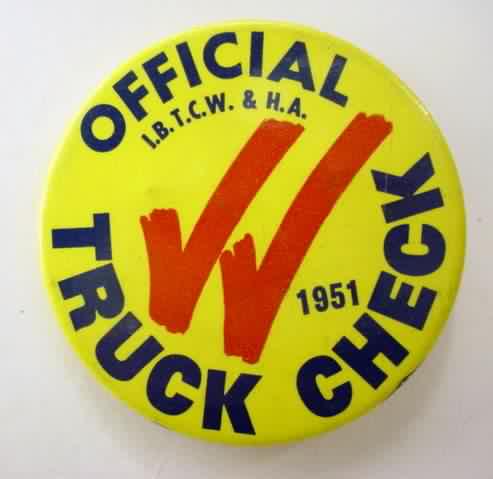 OFFICIAL
I.B.T.C.W. & H.A.
1951
TRUCK CHECK